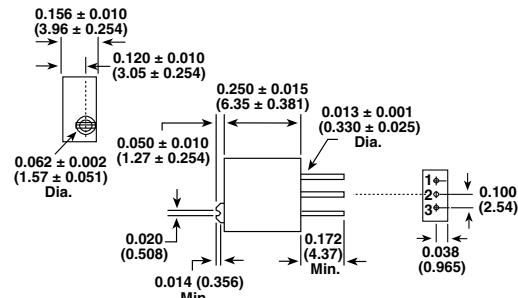 0.156 ± 0.010
(3.96 ± 0.254)
0.120 ± 0.010
(3.05 ± 0.254)
0.250 ± 0.015
(6.35 ± 0.381)
0.013 ± 0.001
(0.330 ± 0.025)
Dia.
0.050 ± 0.010
(1.27 ± 0.254)
0.062 ± 0.002
(1.57 ± 0.051)
Dia.
1
2
3
0.100
(2.54)
0.020
(0.508)
0.172
(4.37)
Min.
0.038
(0.965)
0.014 (0.356)
Min.